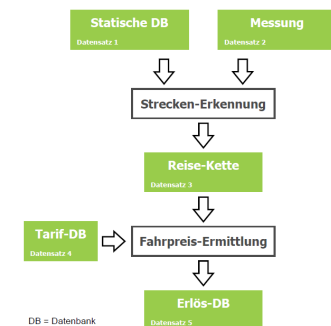 Statische DB
Datensatz 1
Messung
Datensatz 2
Strecken-Erkennung
Reise-Kette
Datensatz 3
Tarif-DB
Datensatz 4
Fahrpreis-Ermittlung
Erlös-DB
Datensatz 5
DB = Datenbank